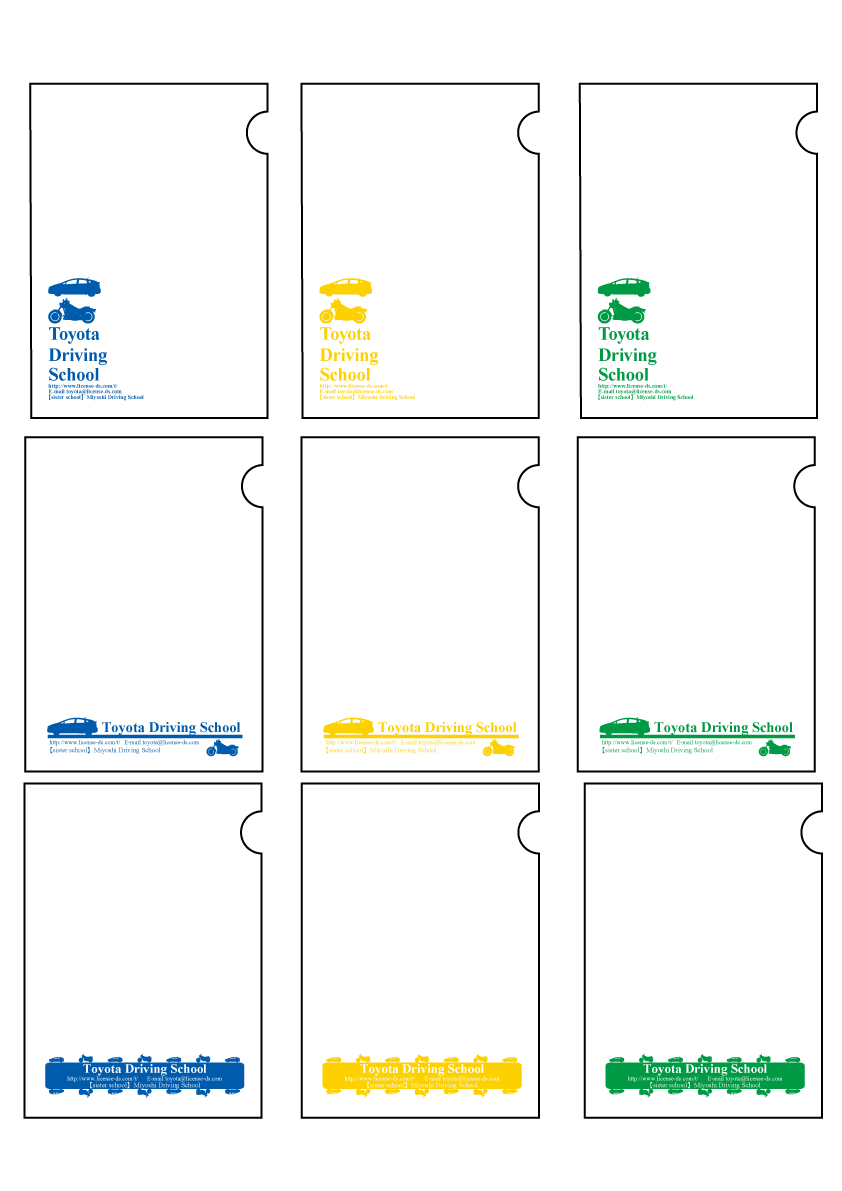 Toyota
Driving
School
http://www.license-ds.com/t/
E-mail toyota@license-ds.com
【sister school】Miyoshi Driving School
Toyota
Driving
School
http://www.license-ds.com/t/
E-mail toyota@license-ds.com
【sister school】Miyoshi Driving School
Toyota
Driving
School
http://www.license-ds.com/t/
E-mail toyota@license-ds.com
【sister school】Miyoshi Driving School
Toyota Driving School
http://www.license-ds.com/t/ E-mail toyota@license-ds.com
【sister school】Miyoshi Driving School
Toyota Driving School
http://www.license-ds.com/t/ E-mail toyota@license-ds.com
【sister school】Miyoshi Driving School
Toyota Driving School
http://www.license-ds.com/t/ E-mail toyota@license-ds.com
【sister school】Miyoshi Driving School
Toyota Driving School
http://www.license-ds.com/t/ E-mail toyota@license-ds.com
【sister school】Miyoshi Driving School
Toyota Driving School
http://www.license-ds.com/t/ E-mail toyota@license-ds.com
【sister school】Miyoshi Driving School
Toyota Driving School
http://www.license-ds.com/t/ E-mail toyota@license-ds.com
【sister school】Miyoshi Driving School